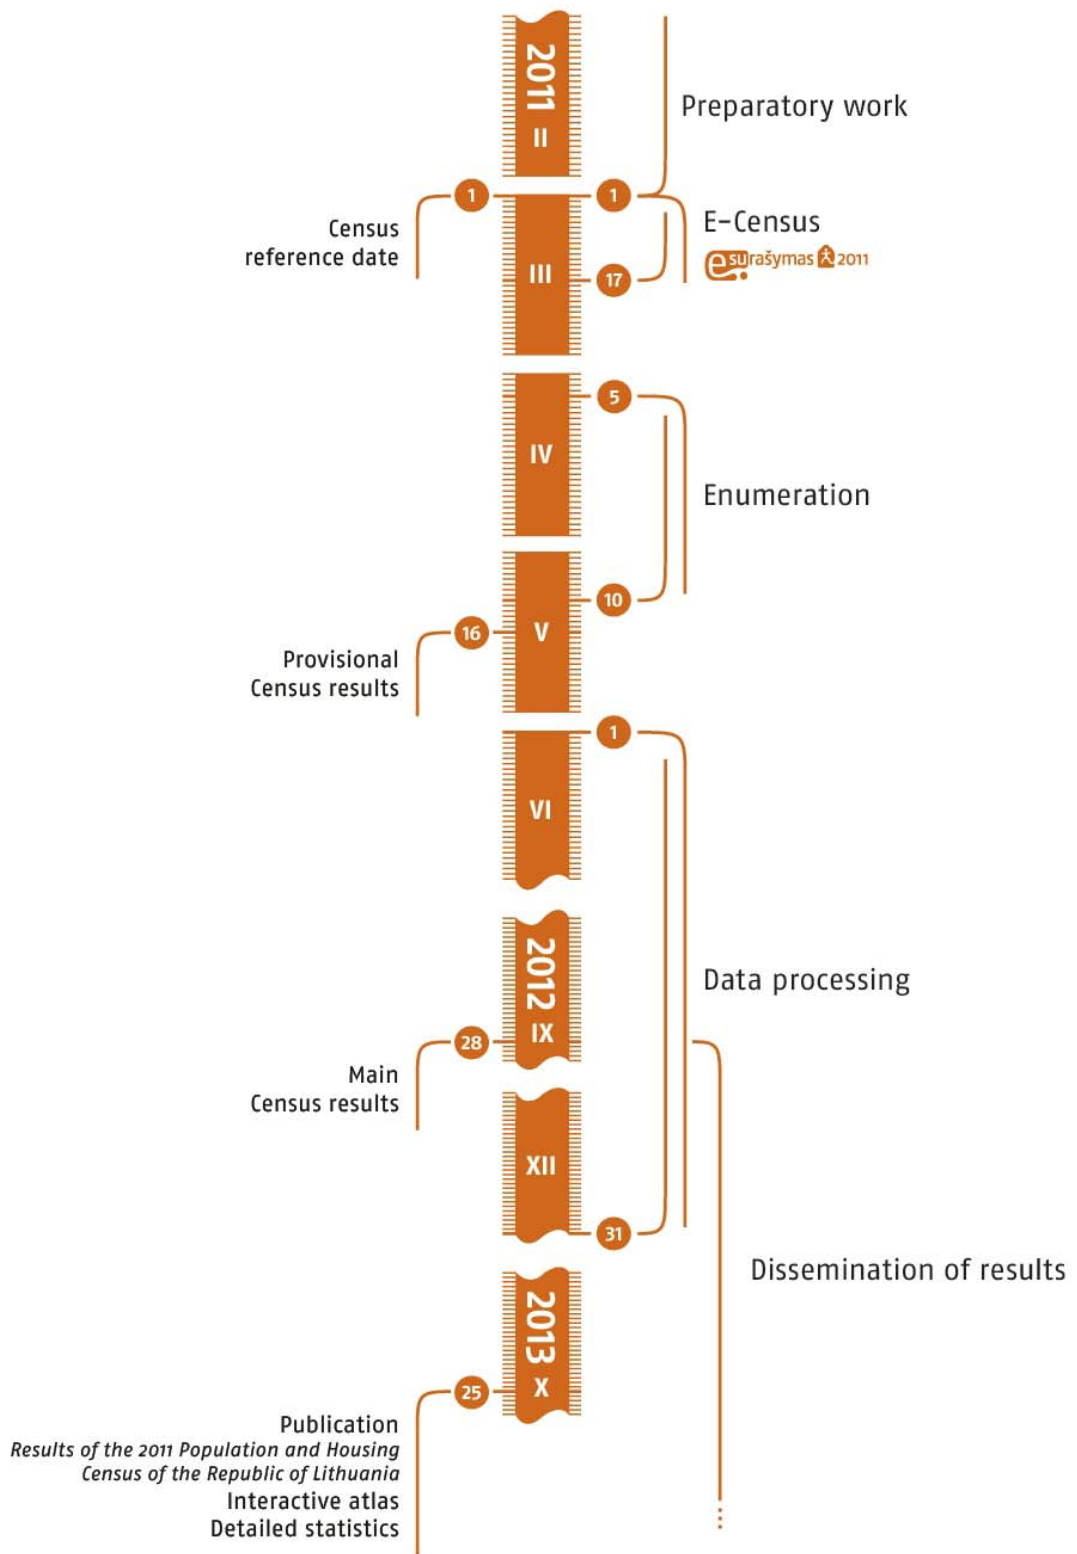 2011
II
Preparatory work
1
1
Census
reference date
E-Census
esurašymas 2011
III
17
5
IV
Enumeration
10
16
V
Provisional
Census results
1
VI
2012
IX
Data processing
28
Main
Census results
XII
31
Dissemination of results
2013
X
25
Publication
Results of the 2011 Population and Housing
Census of the Republic of Lithuania
Interactive atlas
Detailed statistics